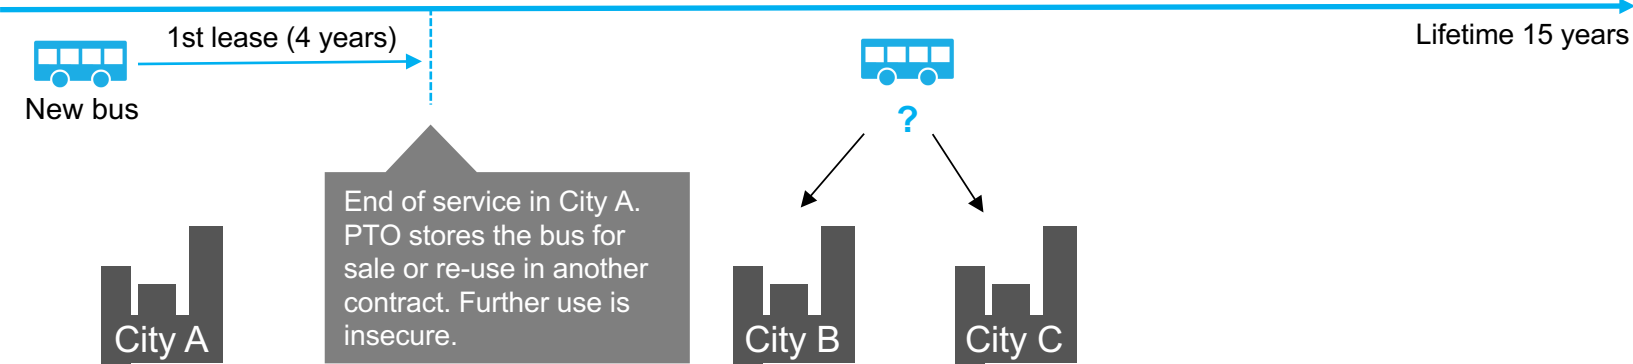 1st lease (4 years)
Lifetime 15 years
New bus
?
End of service in City A.
PTO stores the bus for
sale or re-use in another
contract. Further use is
insecure.
City A
City B
City C